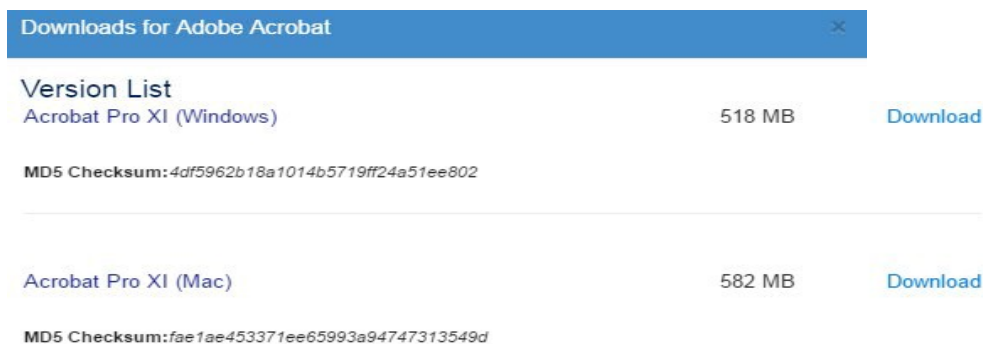 Downloads for Adobe Acrobat ×
Version List
Acrobat Pro XI (Windows) 518 MB Download
MD5 Checksum:4df5962b18a1014b5719ff24a51ee802
Acrobat Pro XI (Mac) 582 MB Download
MD5 Checksum:fae1ae453371ee65993a94747313549d